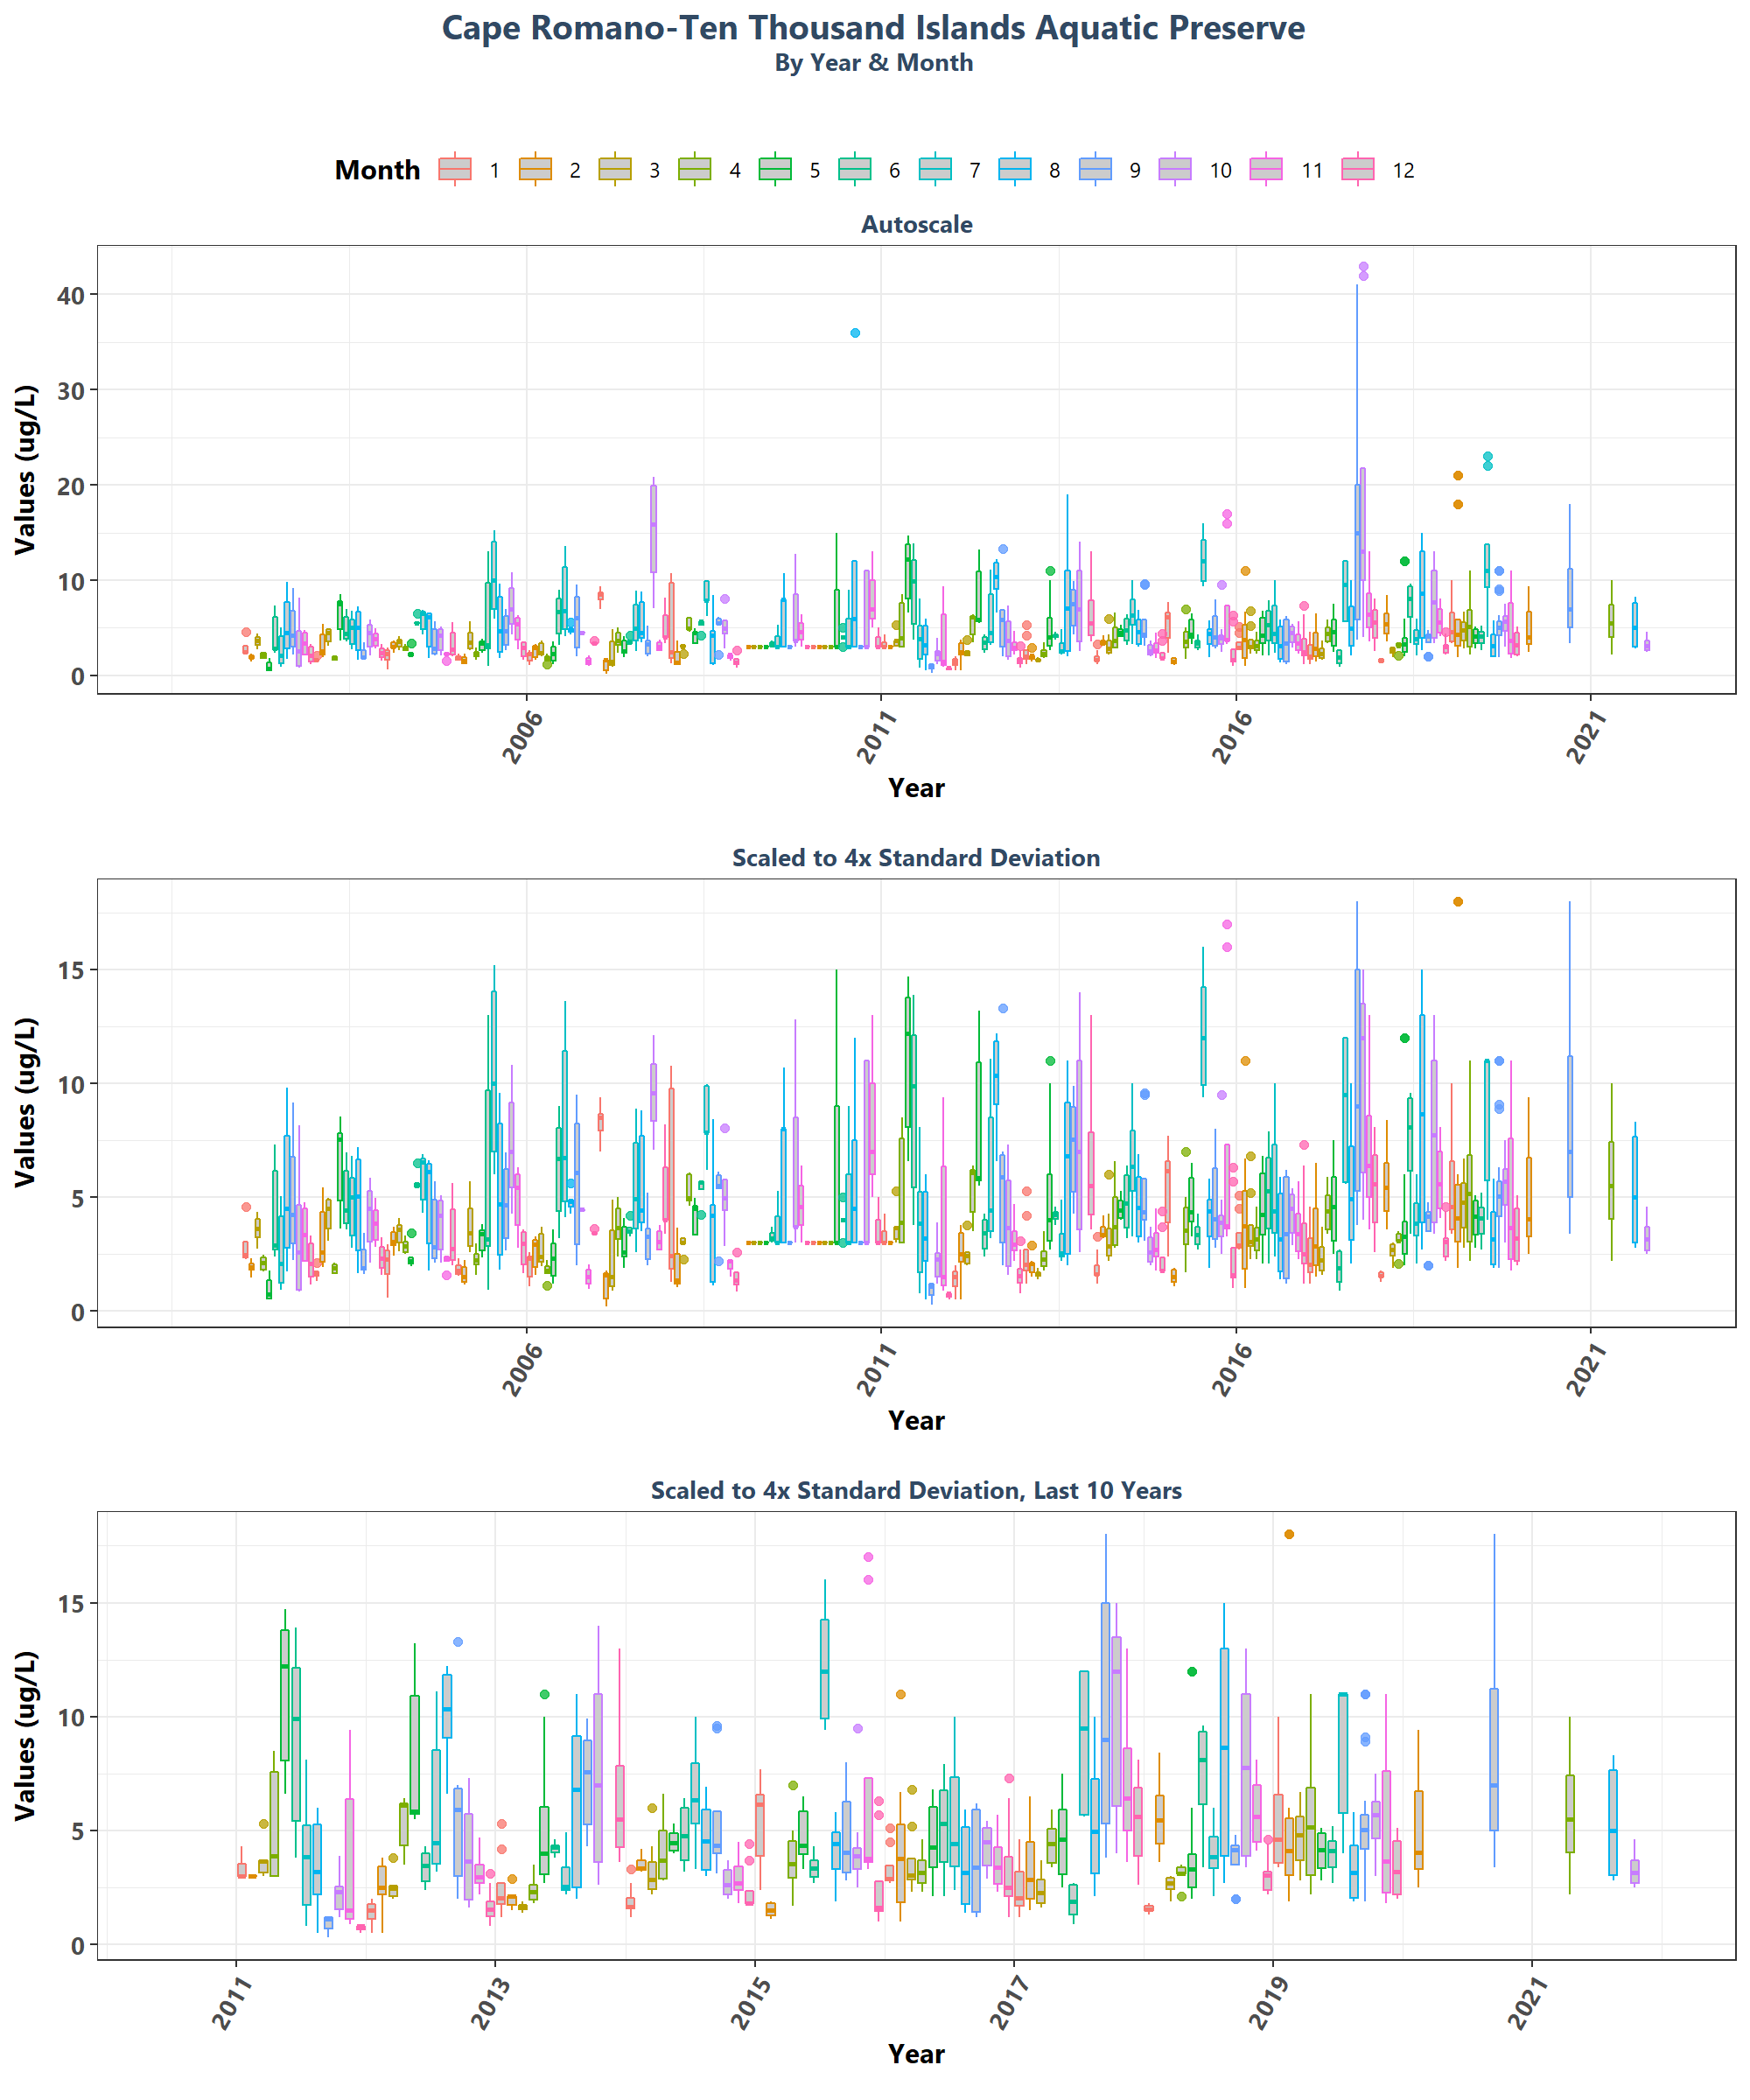 Cape Romano-Ten Thousand Islands Aquatic Preserve
By Year & Month
Month 1 2 3 4 5 6 7 8 9 10 11 12
Autoscale
Values (ug/L)
40
30
20
10
0
2006 2011 2016 2021
Year
Scaled to 4x Standard Deviation
Values (ug/L)
15
10
5
0
2006 2011 2016 2021
Year
Scaled to 4x Standard Deviation, Last 10 Years
Values (ug/L)
15
10
5
0
2011 2013 2015 2017 2019 2021
Year